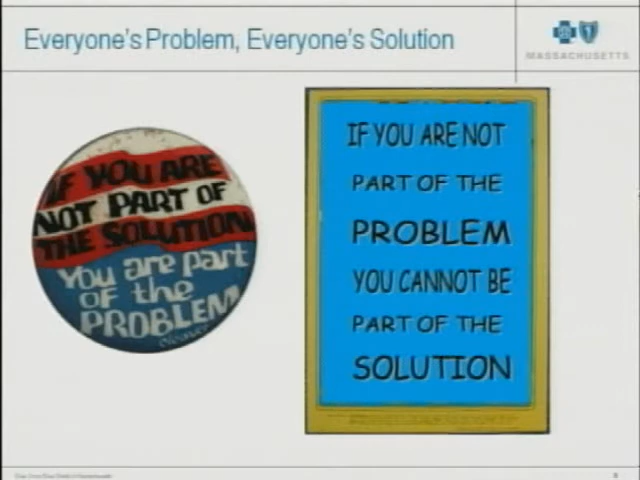 Everyone's Problem, Everyone's Solution
MASSACHUSETTS
IF YOU ARE
NOT PART OF
THE SOLUTION
You are part
of the
PROBLEM
Cleaver
IF YOU ARE NOT
PART OF THE
PROBLEM
YOU CANNOT BE
PART OF THE
SOLUTION